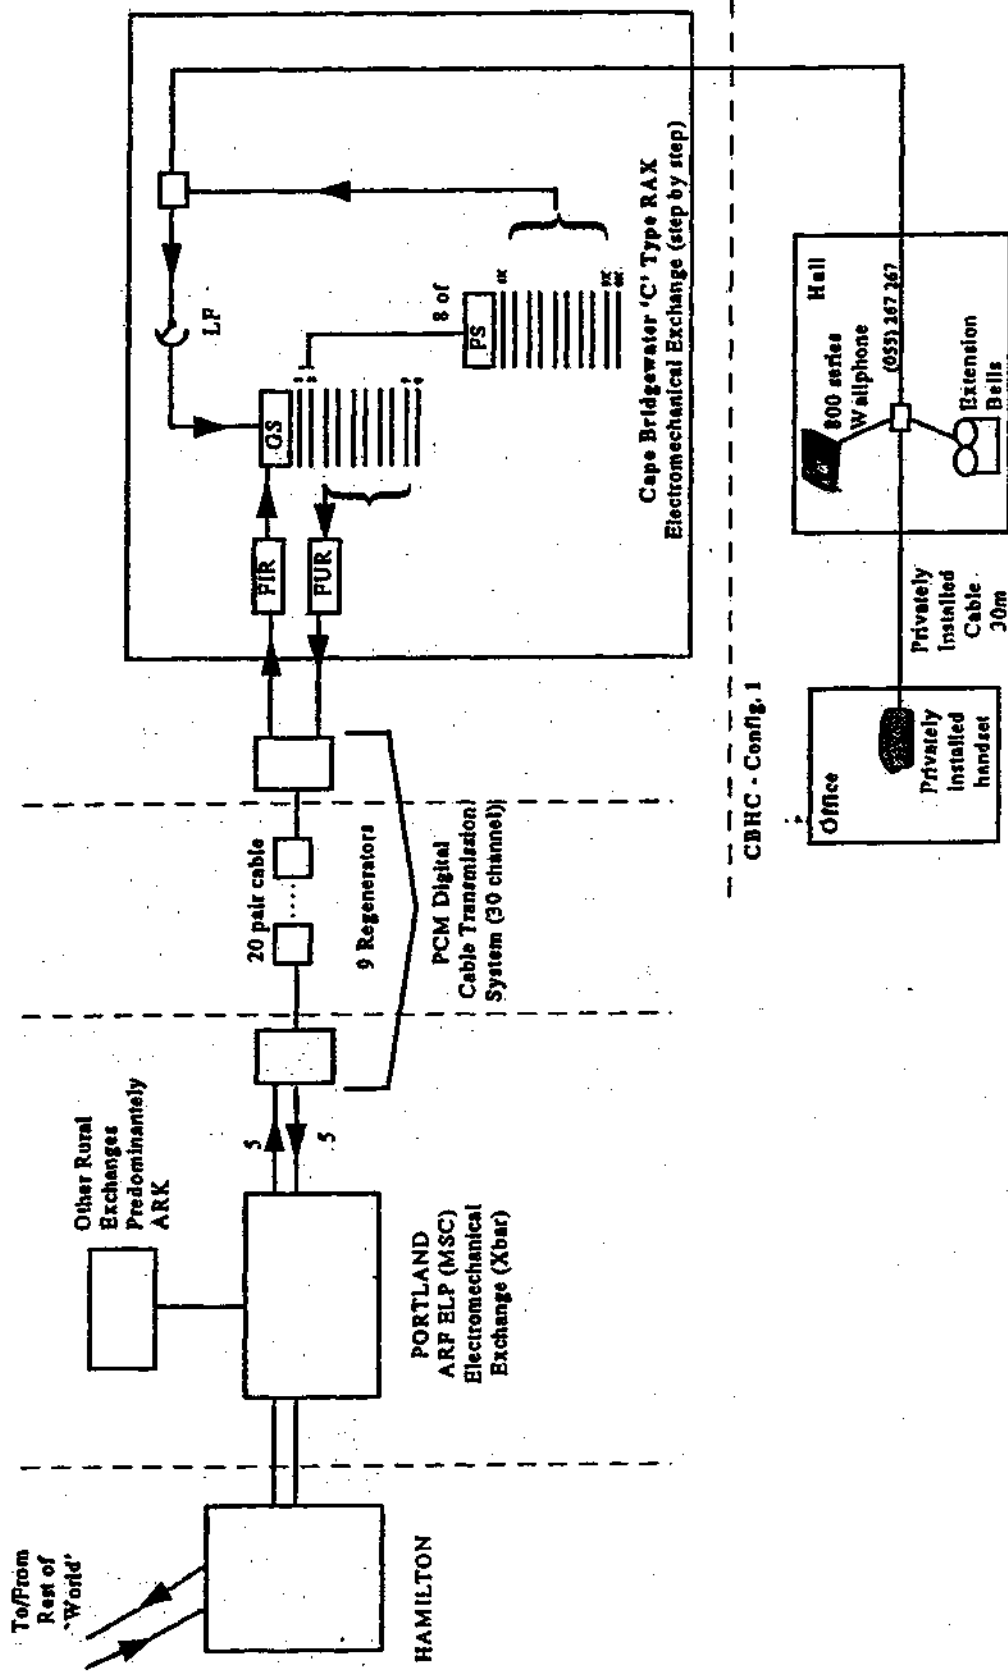 To/From
Rest of
'World'
HAMILTON
Other Rural
Exchanges
Predominantely
ARK
PORTLAND
ARF ELP (MSC)
Electromechanical
Exchange (Xbar)
5
5
20 pair cable
9 Regenerators
PCM Digital
Cable Transmission
System (30 channel)
FIR
FUR
GS
LF
8 of
PS
Cape Bridgewater 'C' Type RAX
Electromechanical Exchange (step by step)
CBHC - Config. 1
Office
Privately
Installed
handset
Privately
Installed
Cable
30m
Hall
800 series
Wallphone
(055) 267 267
Extension
Bells